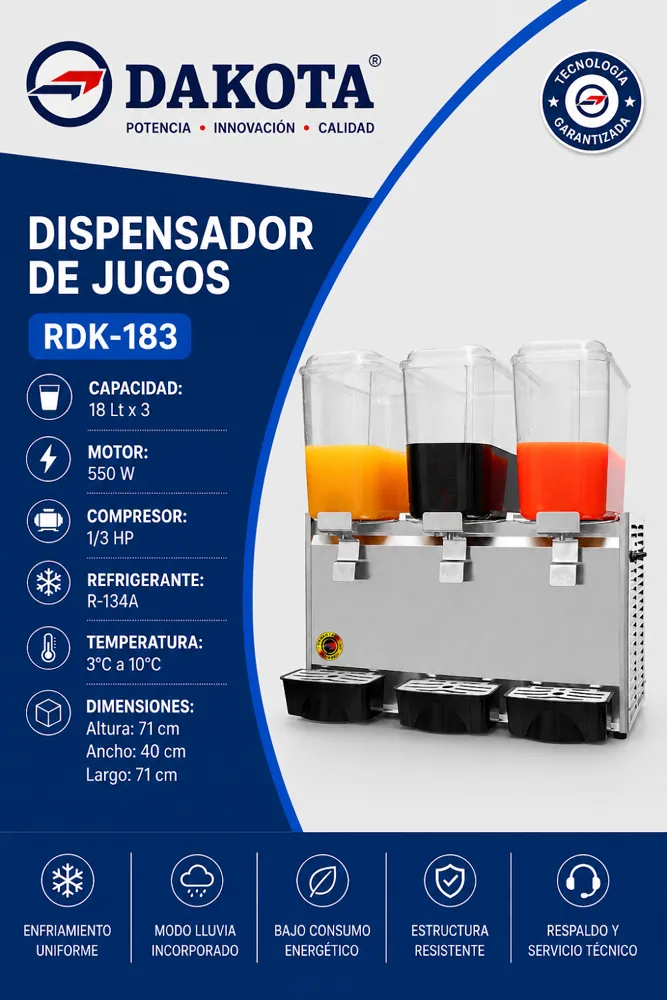 DAKOTA®
POTENCIA • INNOVACIÓN • CALIDAD
TECNOLOGÍA
GARANTIZADA
DISPENSADOR
DE JUGOS
RDK-183
CAPACIDAD:
18 Lt x 3
MOTOR:
550 W
COMPRESOR:
1/3 HP
REFRIGERANTE:
R-134A
TEMPERATURA:
3°C a 10°C
DIMENSIONES:
Altura: 71 cm
Ancho: 40 cm
Largo: 71 cm
ENFRIAMIENTO
UNIFORME
MODO LLUVIA
INCORPORADO
BAJO CONSUMO
ENERGÉTICO
ESTRUCTURA
RESISTENTE
RESPALDO Y
SERVICIO TÉCNICO